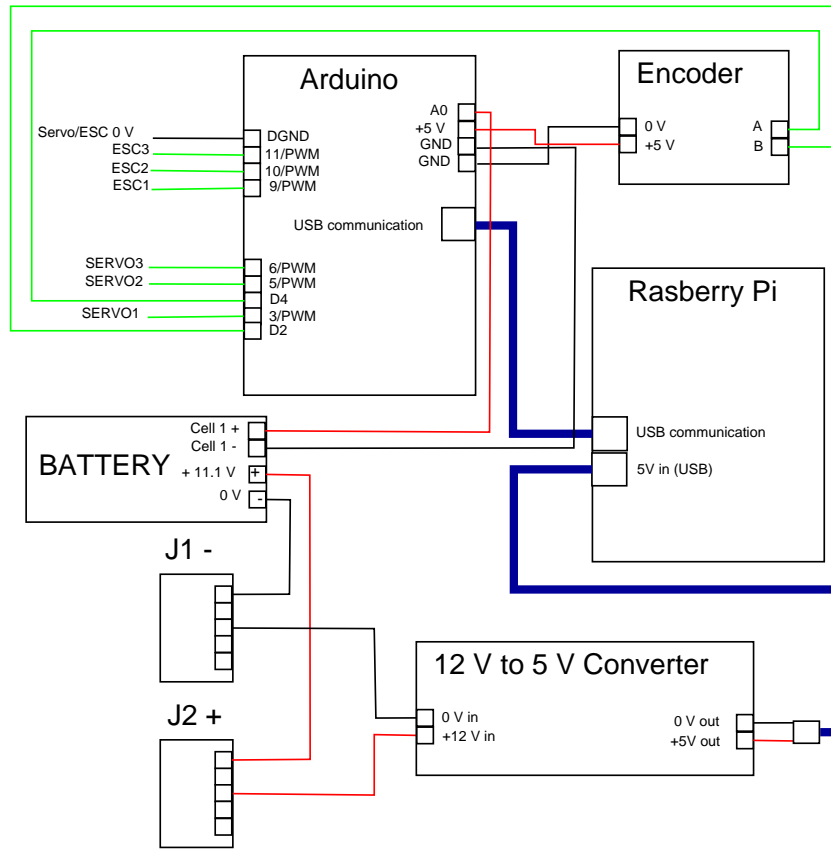 Arduino
Servo/ESC 0 V
DGND
ESC3
11/PWM
ESC2
10/PWM
ESC1
9/PWM
A0
+5 V
GND
GND
USB communication
SERVO3
6/PWM
SERVO2
5/PWM
D4
SERVO1
3/PWM
D2
Encoder
0 V
+5 V
A
B
Rasberry Pi
USB communication
5V in (USB)
BATTERY
Cell 1 +
Cell 1 -
+ 11.1 V
+
0 V
-
J1 -
J2 +
12 V to 5 V Converter
0 V in
+12 V in
0 V out
+5V out